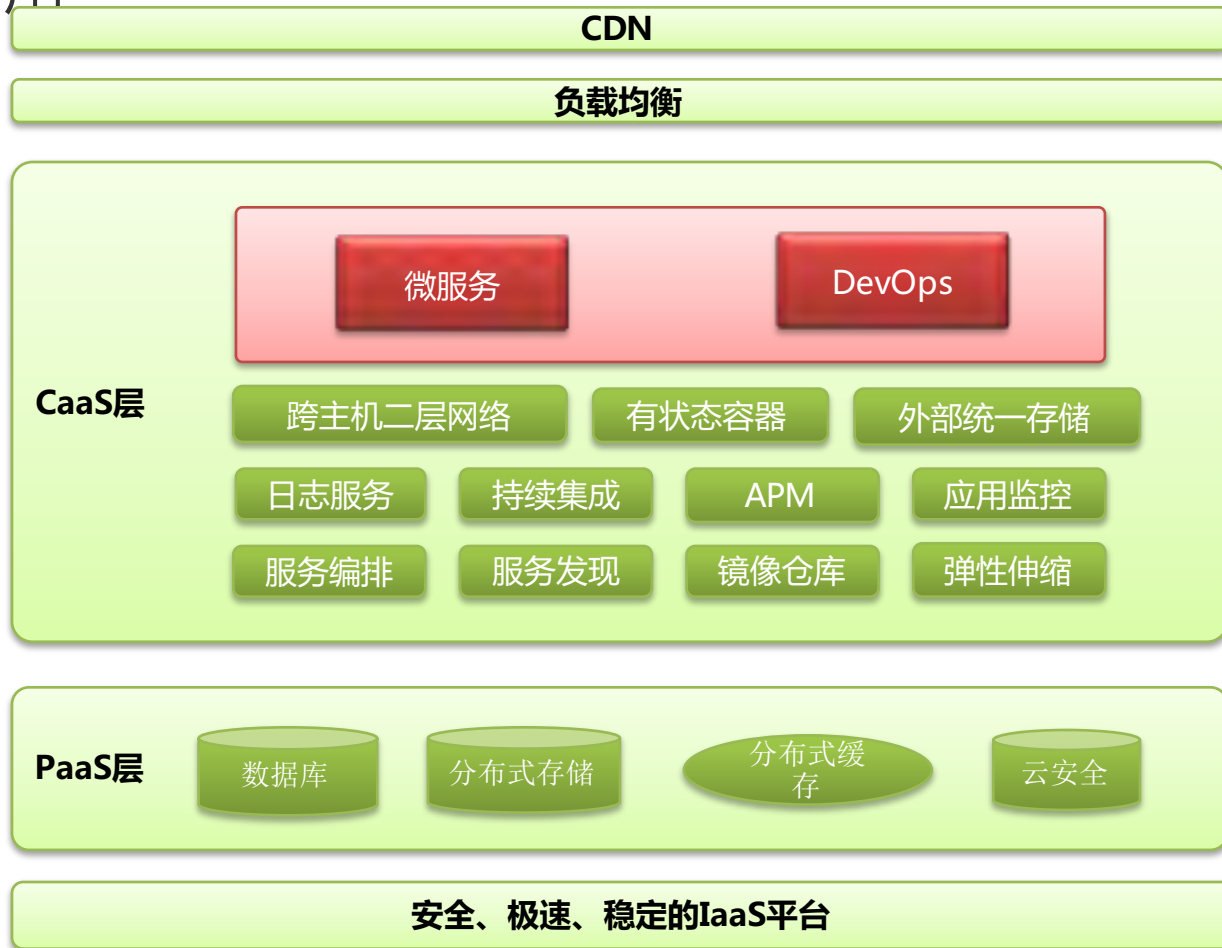 CDN
负载均衡
微服务
DevOps
CaaS层
跨主机二层网络
有状态容器
外部统一存储
日志服务
持续集成
APM
应用监控
服务编排
服务发现
镜像仓库
弹性伸缩
PaaS层
数据库
分布式存储
分布式缓
存
云安全
安全、极速、稳定的IaaS平台